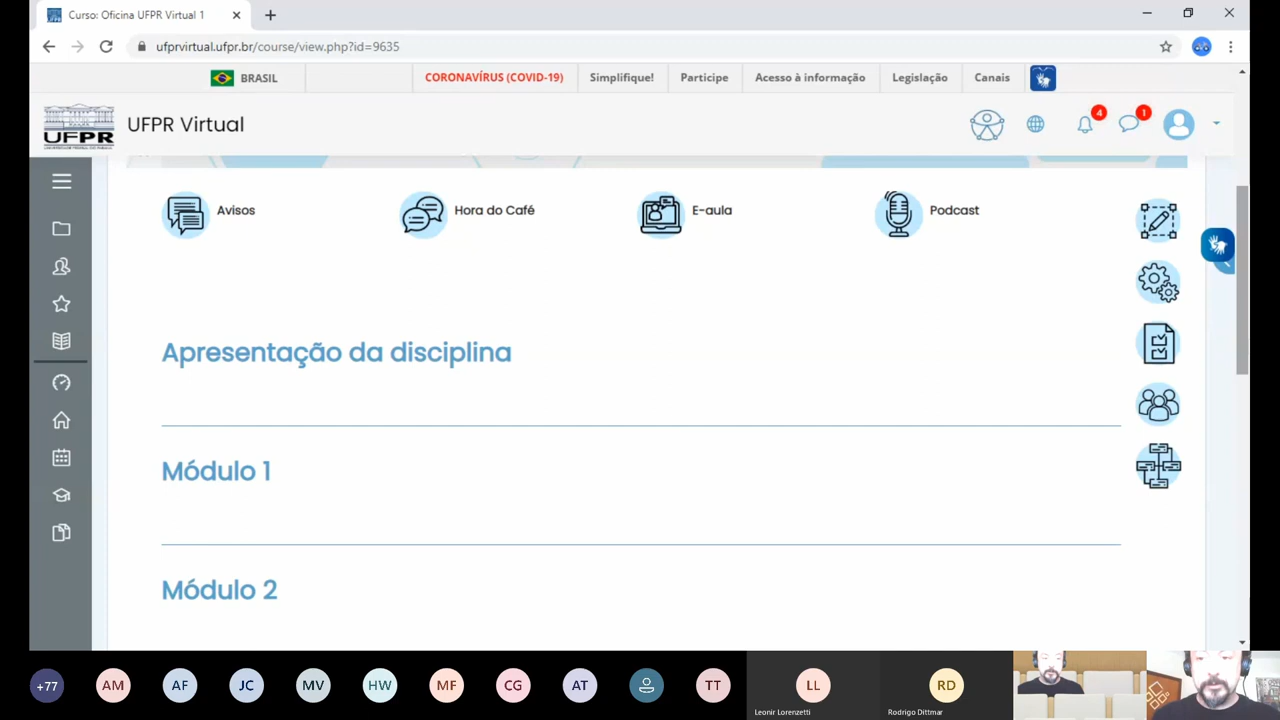 Curso: Oficina UFPR Virtual 1
ufprvirtual.ufpr.br/course/view.php?id=9635
BRASIL
CORONAVÍRUS (COVID-19)
Simplifique!
Participe
Acesso à informação
Legislação
Canais
UFPR
UFPR Virtual
4
1
Avisos
Hora do Café
E-aula
Podcast
Apresentação da disciplina
Módulo 1
Módulo 2
+77
AM
AF
JC
MV
HW
MF
CG
AT
TT
LL
RD
Leonir Lorenzetti
Rodrigo Dittmar